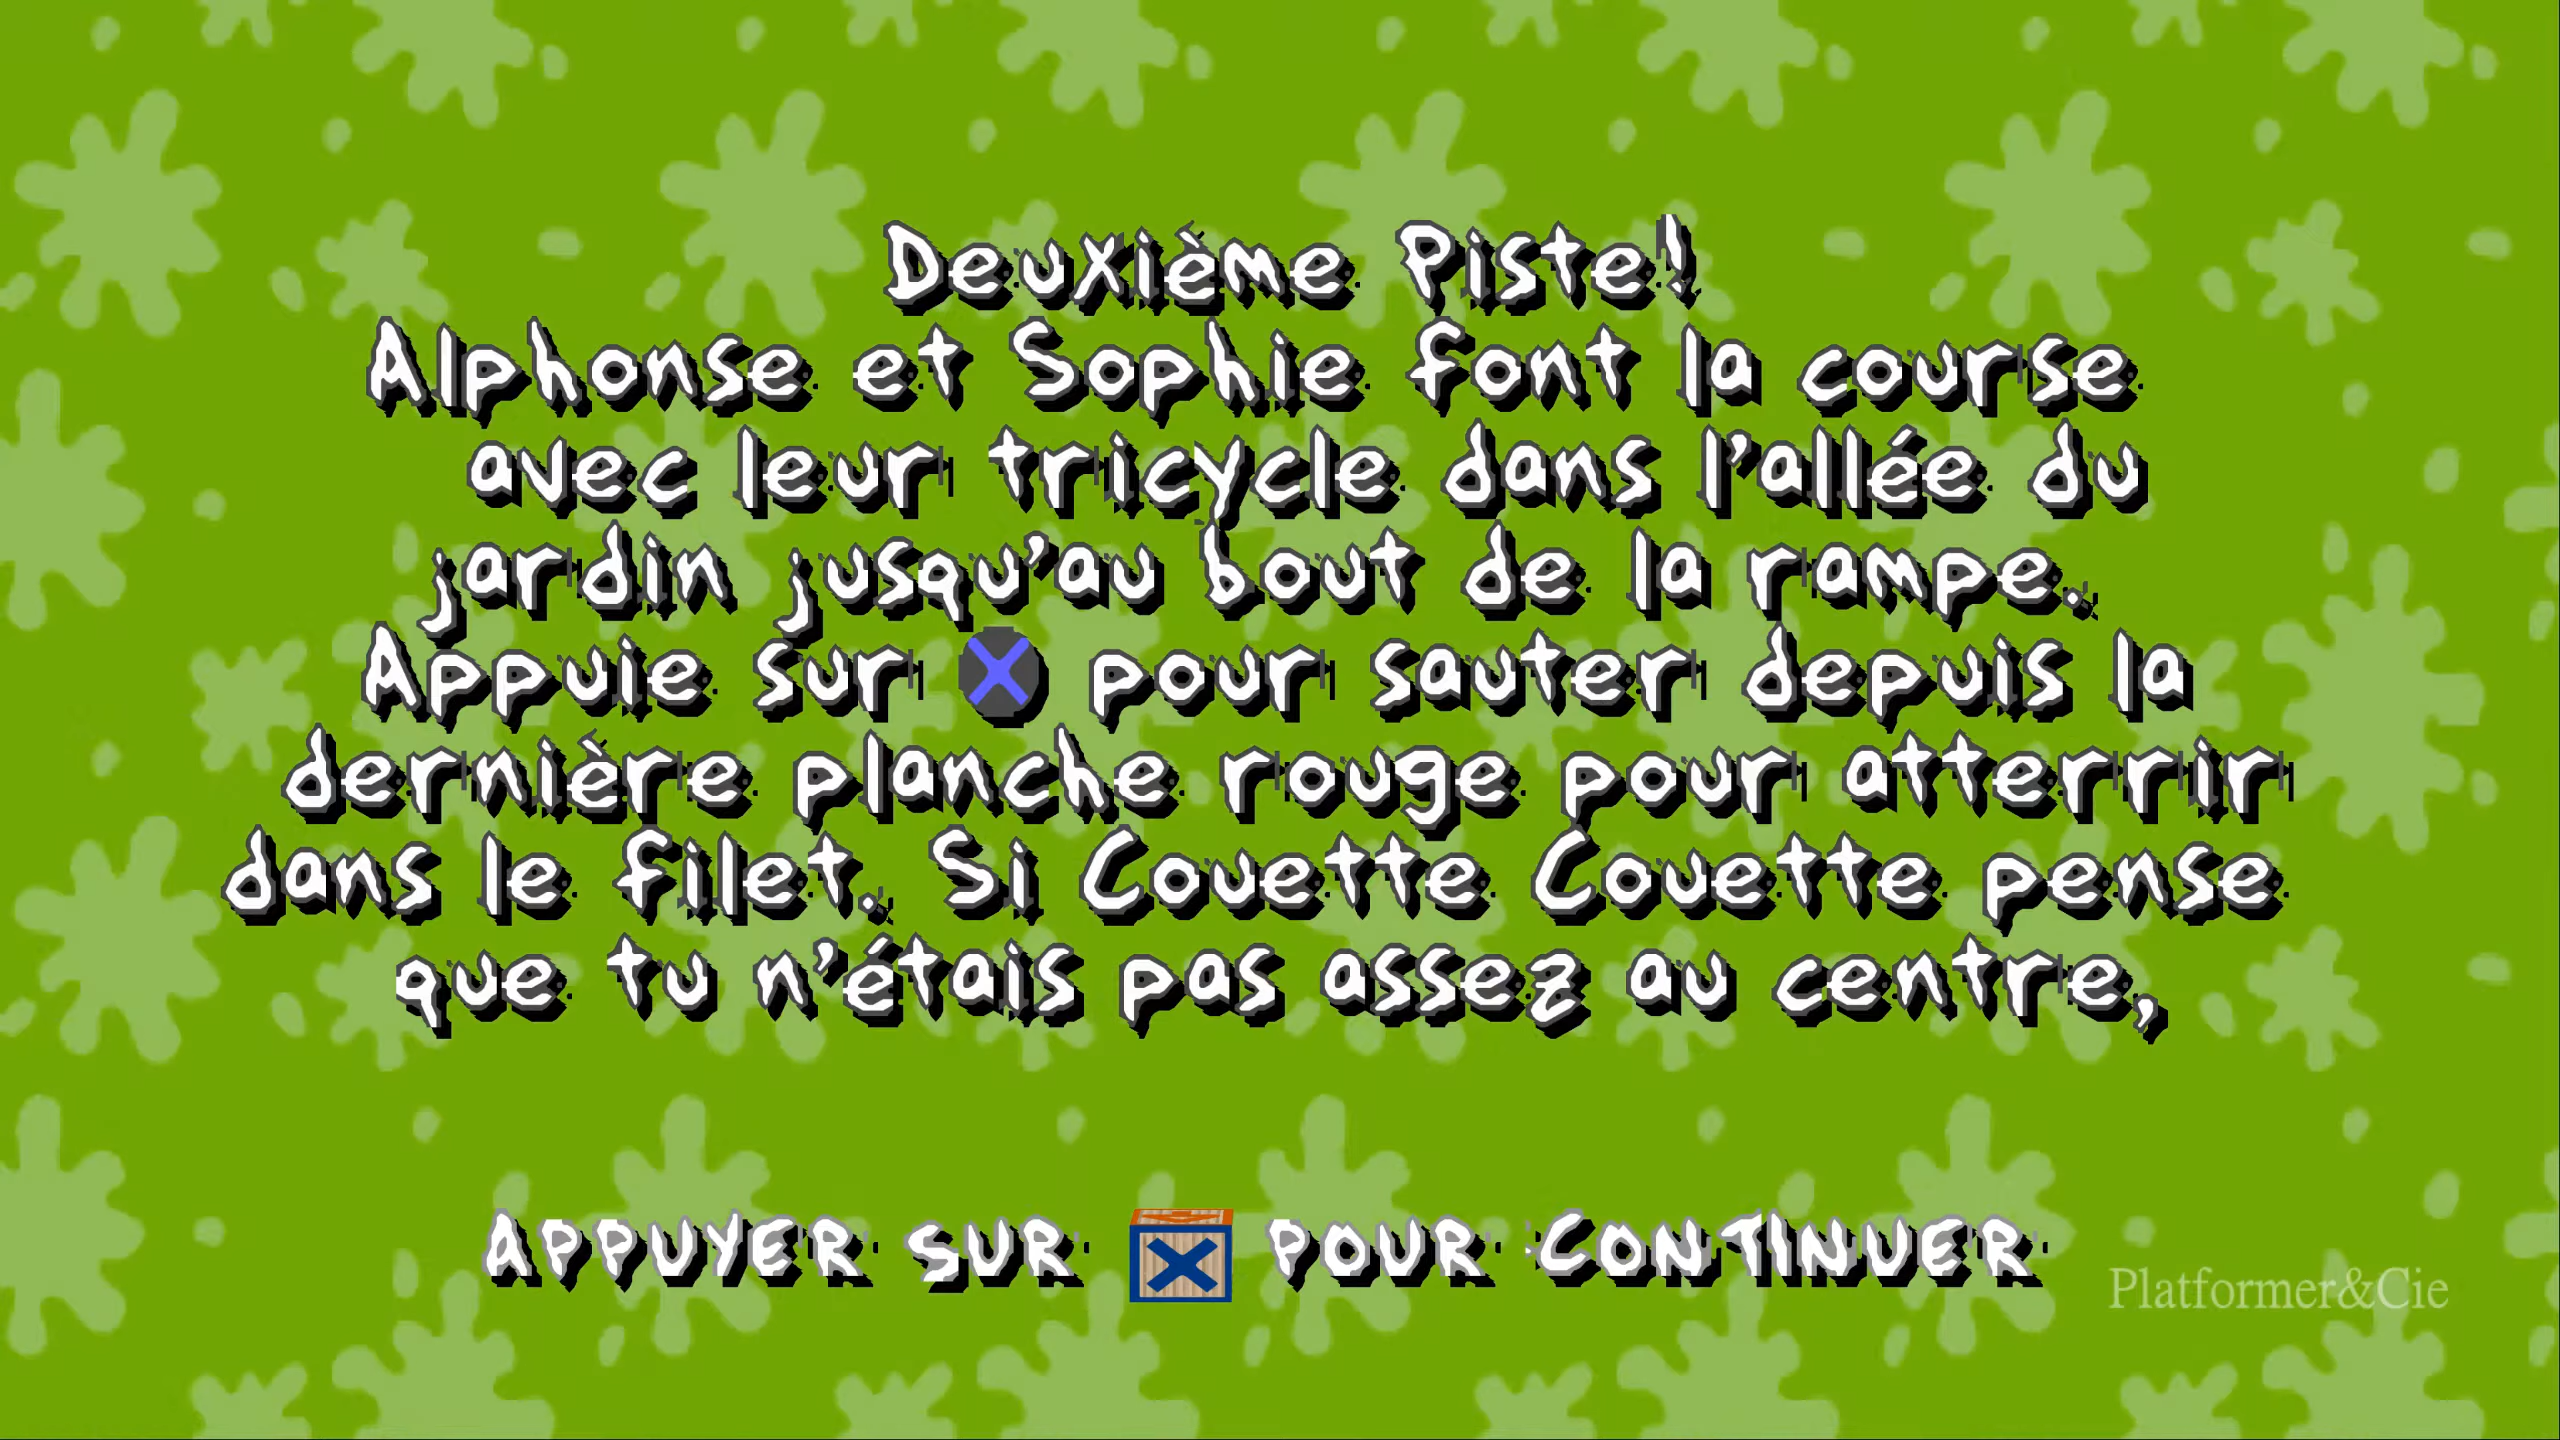 Deuxième Piste!
Alphonse et Sophie font la course
avec leur tricycle dans l'allée du
jardin jusqu'au bout de la rampe.
Appuie sur X pour sauter depuis la
dernière planche rouge pour atterrir
dans le filet. Si Couette Couette pense
que tu n'étais pas assez au centre,
APPUYER SUR X POUR CONTINUER
Platformer&Cie